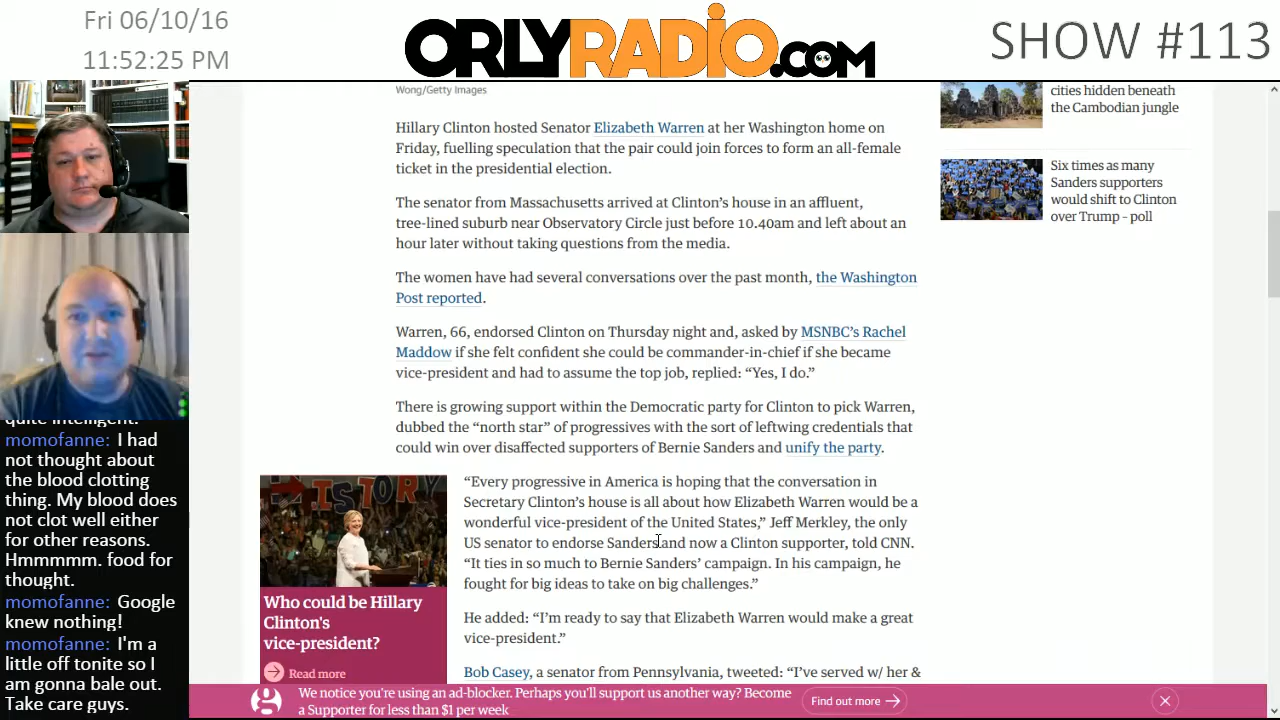 Fri 06/10/16
11:52:25 PM
ORLYRADiO.COM
SHOW #113
Wong/Getty Images
Hillary Clinton hosted Senator Elizabeth Warren at her Washington home on
Friday, fuelling speculation that the pair could join forces to form an all-female
ticket in the presidential election.
The senator from Massachusetts arrived at Clinton's house in an affluent,
tree-lined suburb near Observatory Circle just before 10.40am and left about an
hour later without taking questions from the media.
The women have had several conversations over the past month, the Washington
Post reported.
Warren, 66, endorsed Clinton on Thursday night and, asked by MSNBC's Rachel
Maddow if she felt confident she could be commander-in-chief if she became
vice-president and had to assume the top job, replied: “Yes, I do.”
There is growing support within the Democratic party for Clinton to pick Warren,
dubbed the “north star” of progressives with the sort of leftwing credentials that
could win over disaffected supporters of Bernie Sanders and unify the party.
“Every progressive in America is hoping that the conversation in
Secretary Clinton’s house is all about how Elizabeth Warren would be a
wonderful vice-president of the United States,” Jeff Merkley, the only
US senator to endorse Sanders and now a Clinton supporter, told CNN.
“It ties in so much to Bernie Sanders’ campaign. In his campaign, he
fought for big ideas to take on big challenges.”
He added: “I’m ready to say that Elizabeth Warren would make a great
vice-president.”
Bob Casey, a senator from Pennsylvania, tweeted: “I’ve served w/ her &
HISTORY
Who could be Hillary
Clinton's
vice-president?
Read more
cities hidden beneath
the Cambodian jungle
Six times as many
Sanders supporters
would shift to Clinton
over Trump – poll
quite intelligent.
momofanne: I had
not thought about
the blood clotting
thing. My blood does
not clot well either
for other reasons.
Hmmmmm. food for
thought.
momofanne: Google
knew nothing!
momofanne: I'm a
little off tonite so I
am gonna bale out.
Take care guys.
We notice you're using an ad-blocker. Perhaps you'll support us another way? Become
a Supporter for less than $1 per week
Find out more